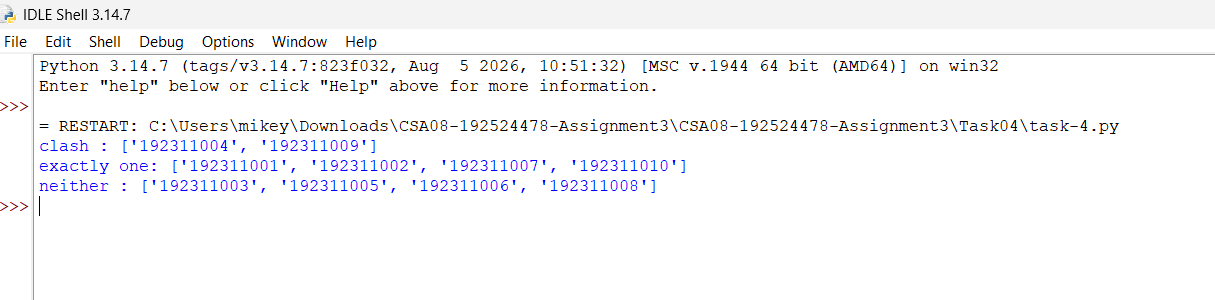 IDLE Shell 3.14.7
File Edit Shell Debug Options Window Help
Python 3.14.7 (tags/v3.14.7:823f032, Aug  5 2026, 10:51:32) [MSC v.1944 64 bit (AMD64)] on win32
Enter "help" below or click "Help" above for more information.
>>>
= RESTART: C:\Users\mikey\Downloads\CSA08-192524478-Assignment3\CSA08-192524478-Assignment3\Task04\task-4.py
clash : ['192311004', '192311009']
exactly one: ['192311001', '192311002', '192311007', '192311010']
neither : ['192311003', '192311005', '192311006', '192311008']
>>>